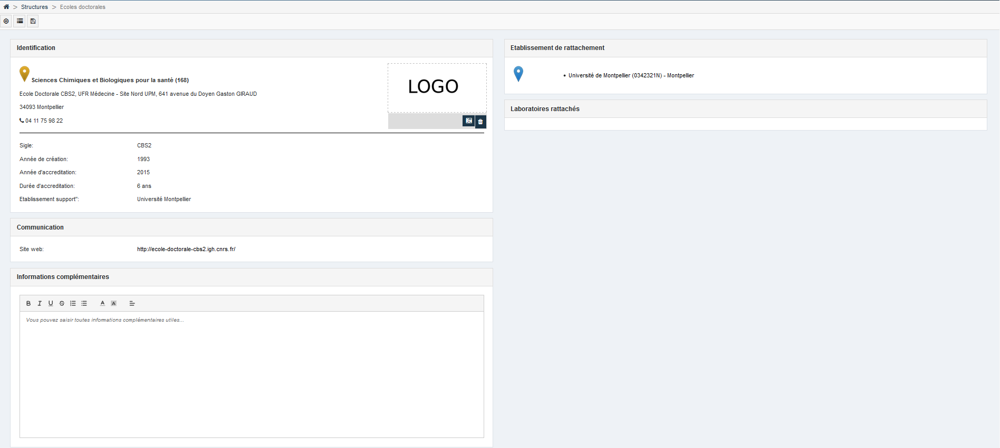 > Structures > Ecoles doctorales
Identification
Sciences Chimiques et Biologiques pour la santé (168)
Ecole Doctorale CBS2, UFR Médecine - Site Nord UPM, 641 avenue du Doyen Gaston GIRAUD
34093 Montpellier
04 11 75 98 22
LOGO
Sigle: CBS2
Année de création: 1993
Année d'accreditation: 2015
Durée d'accreditation: 6 ans
Etablissement support": Université Montpellier
Communication
Site web: http://ecole-doctorale-cbs2.igh.cnrs.fr/
Informations complémentaires
B I U S A A
Vous pouvez saisir toutes informations complémentaires utiles...
Etablissement de rattachement
• Université de Montpellier (0342321N) - Montpellier
Laboratoires rattachés